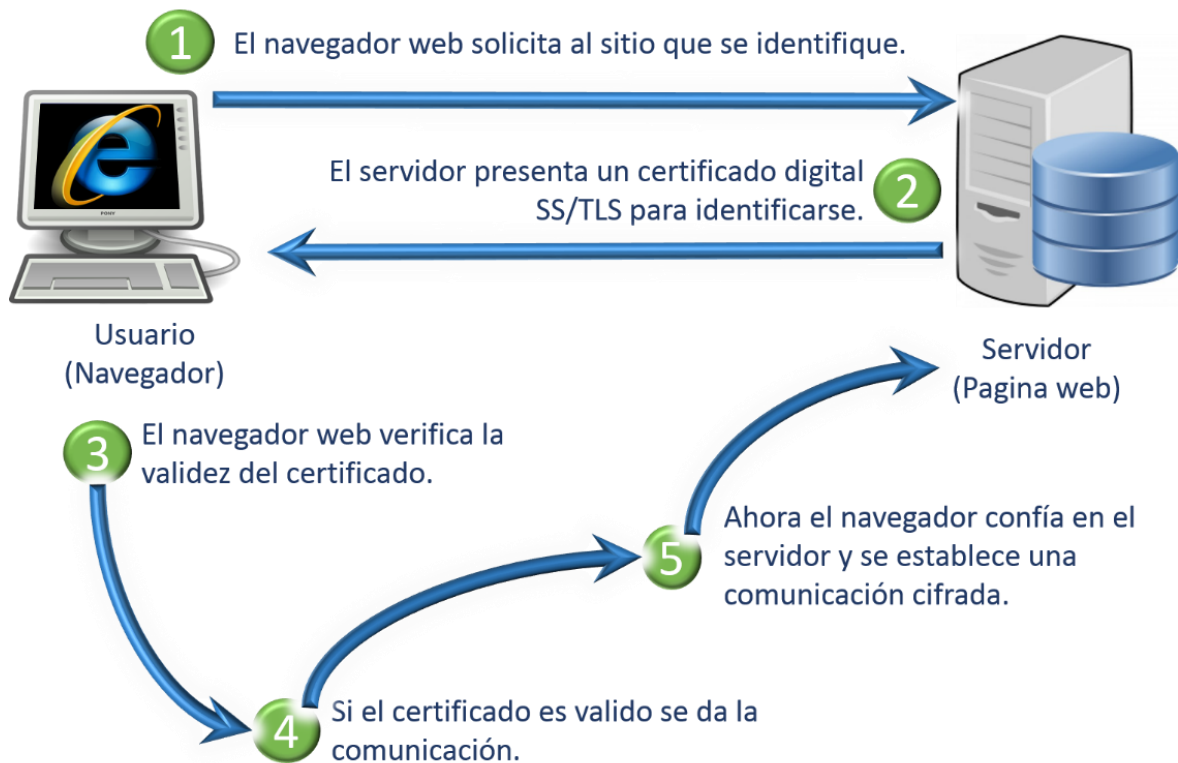 1 El navegador web solicita al sitio que se identifique.
El servidor presenta un certificado digital
SS/TLS para identificarse.
2
Usuario
(Navegador)
Servidor
(Pagina web)
3 El navegador web verifica la
validez del certificado.
4 Si el certificado es valido se da la
comunicación.
5 Ahora el navegador confía en el
servidor y se establece una
comunicación cifrada.